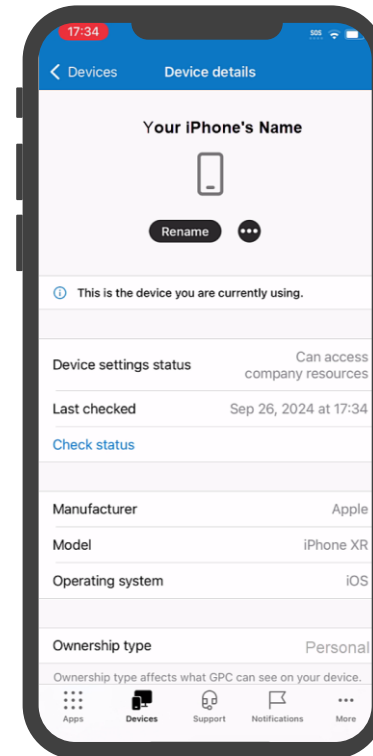 17:34
SOS
Devices
Device details
Your iPhone's Name
Rename
This is the device you are currently using.
Device settings status
Can access
company resources
Last checked
Sep 26, 2024 at 17:34
Check status
Manufacturer
Apple
Model
iPhone XR
Operating system
iOS
Ownership type
Personal
Ownership type affects what GPC can see on your device.
Apps
Devices
Support
Notifications
More